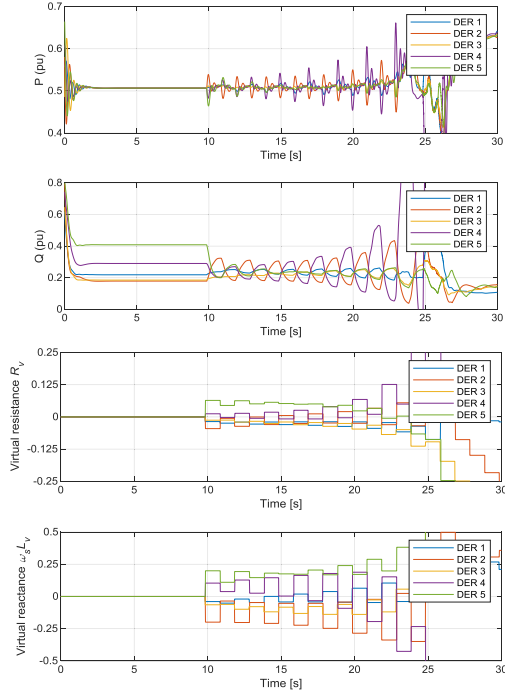 0.7
0.6
0.5
0.4
P (pu)
DER 1
DER 2
DER 3
DER 4
DER 5
0 5 10 15 20 25 30
Time [s]
0.8
0.6
0.4
0.2
0
Q (pu)
DER 1
DER 2
DER 3
DER 4
DER 5
0 5 10 15 20 25 30
Time [s]
0.25
0.125
0
-0.125
-0.25
Virtual resistance Rᵥ
DER 1
DER 2
DER 3
DER 4
DER 5
0 5 10 15 20 25 30
Time [s]
0.5
0.25
0
-0.25
-0.5
Virtual reactance ωₛLᵥ
DER 1
DER 2
DER 3
DER 4
DER 5
0 5 10 15 20 25 30
Time [s]